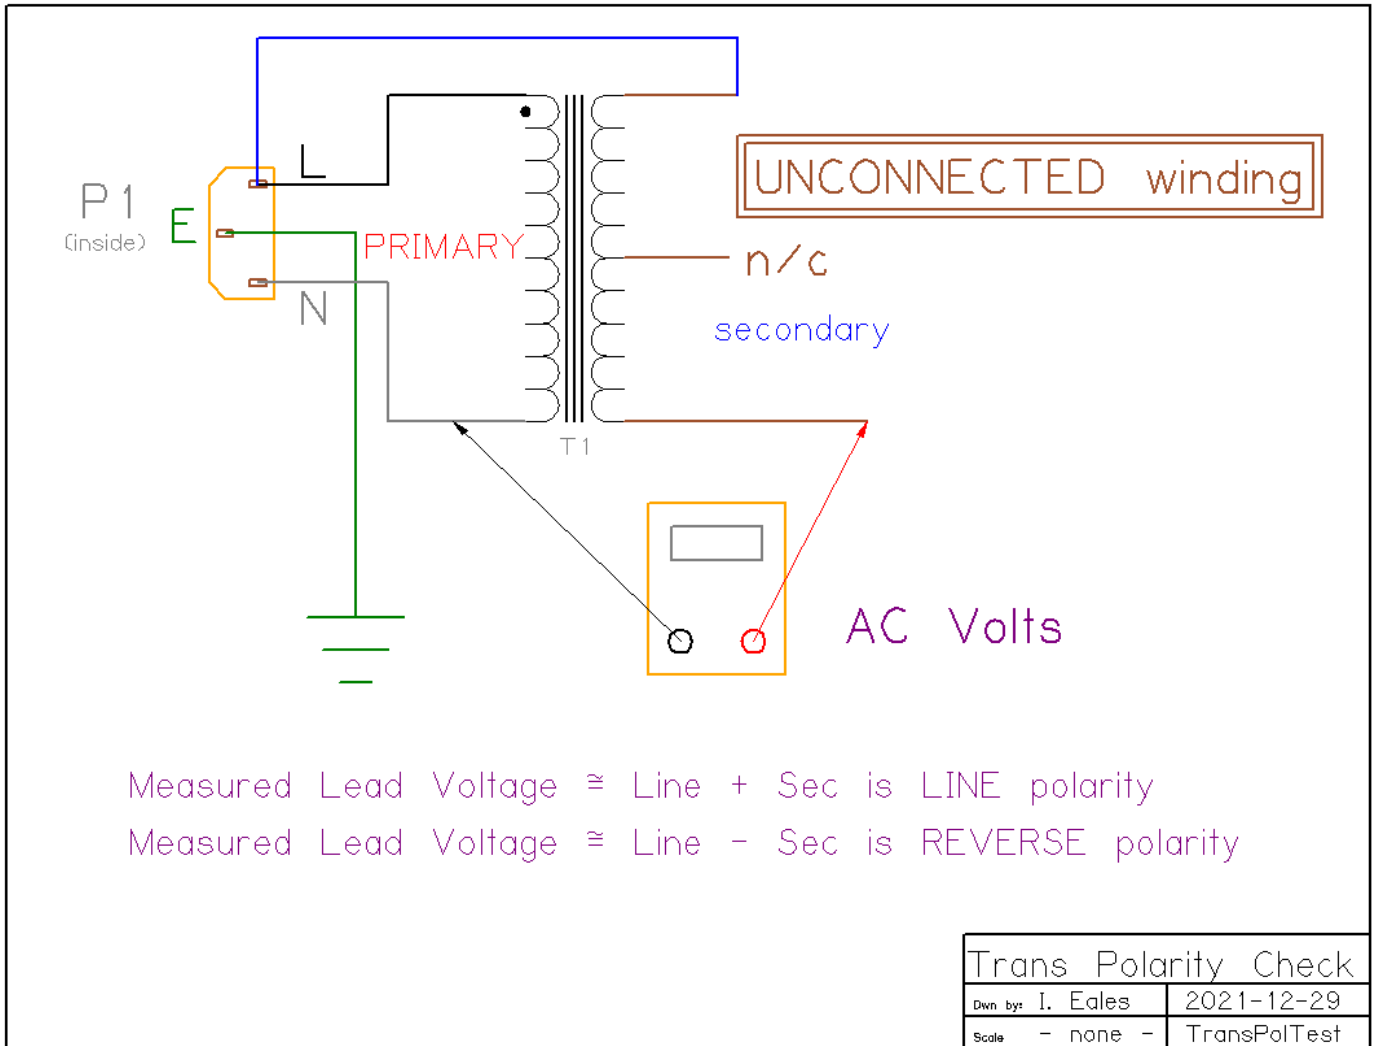 L
UNCONNECTED winding
P1
(inside)
E
PRIMARY
n/c
N
secondary
T1
AC Volts
Measured Lead Voltage ≅ Line + Sec is LINE polarity
Measured Lead Voltage ≅ Line - Sec is REVERSE polarity
Trans Polarity Check
Dwn by: I. Eales 2021-12-29
Scale - none - TransPolTest